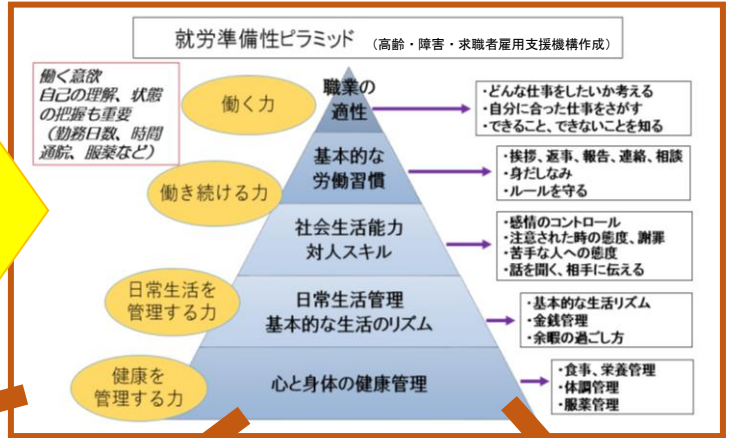 就労準備性ピラミッド （高齢・障害・求職者雇用支援機構作成）
働く意欲
自己の理解、状態
の把握も重要
（勤務日数、時間
通院、服薬など）
働く力
職業の
適性
・どんな仕事をしたいか考える
・自分に合った仕事をさがす
・できること、できないことを知る
働き続ける力
基本的な
労働習慣
・挨拶、返事、報告、連絡、相談
・身だしなみ
・ルールを守る
社会生活能力
対人スキル
・感情のコントロール
・注意された時の態度、謝罪
・苦手な人への態度
・話を聞く、相手に伝える
日常生活を
管理する力
日常生活管理
基本的な生活のリズム
・基本的な生活リズム
・金銭管理
・余暇の過ごし方
健康を
管理する力
心と身体の健康管理
・食事、栄養管理
・体調管理
・服薬管理